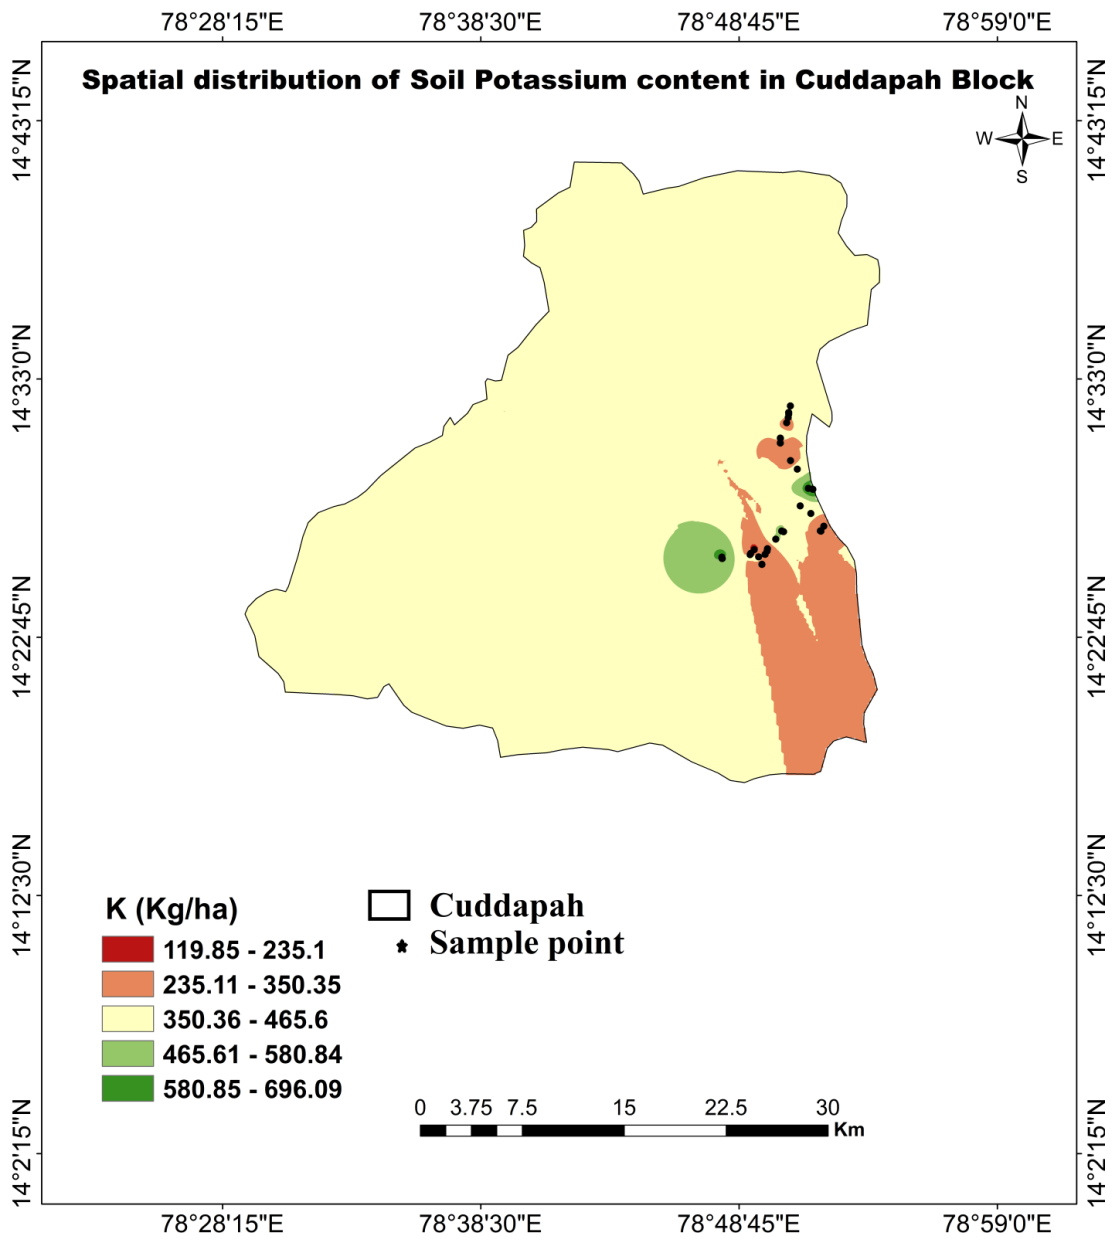 78°28'15"E 78°38'30"E 78°48'45"E 78°59'0"E
Spatial distribution of Soil Potassium content in Cuddapah Block
N
W E
S
14°43'15"N 14°43'15"N
14°33'0"N 14°33'0"N
14°22'45"N 14°22'45"N
14°12'30"N 14°12'30"N
14°2'15"N 14°2'15"N
K (Kg/ha)
119.85 - 235.1
235.11 - 350.35
350.36 - 465.6
465.61 - 580.84
580.85 - 696.09
Cuddapah
Sample point
0 3.75 7.5 15 22.5 30
Km
78°28'15"E 78°38'30"E 78°48'45"E 78°59'0"E